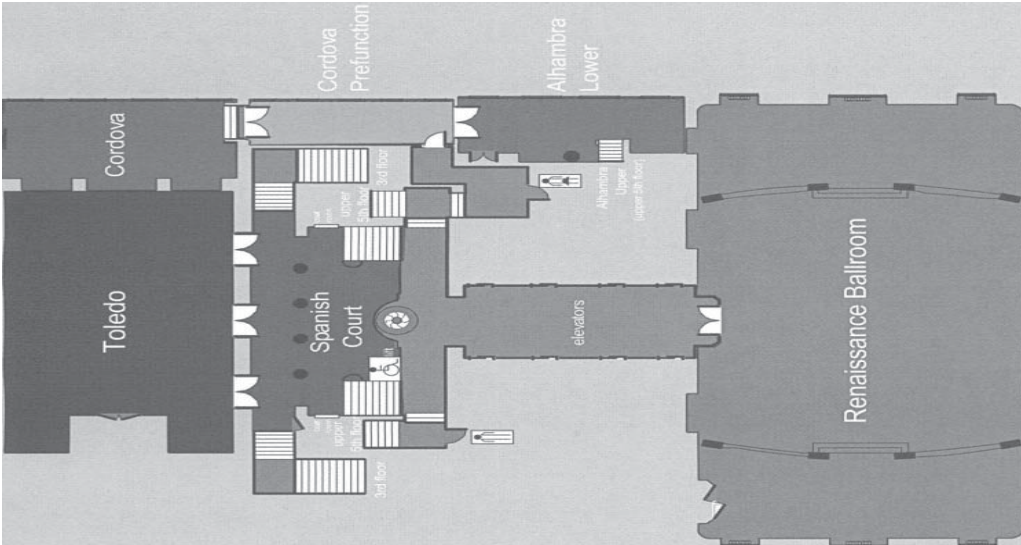 Cordova
Prefunction
Alhambra
Lower
Cordova
3rd floor
upper
5th floor
Alhambra
Upper
(upper 5th floor)
Toledo
Spanish
Court
lift
elevators
Renaissance Ballroom
upper
5th floor
3rd floor